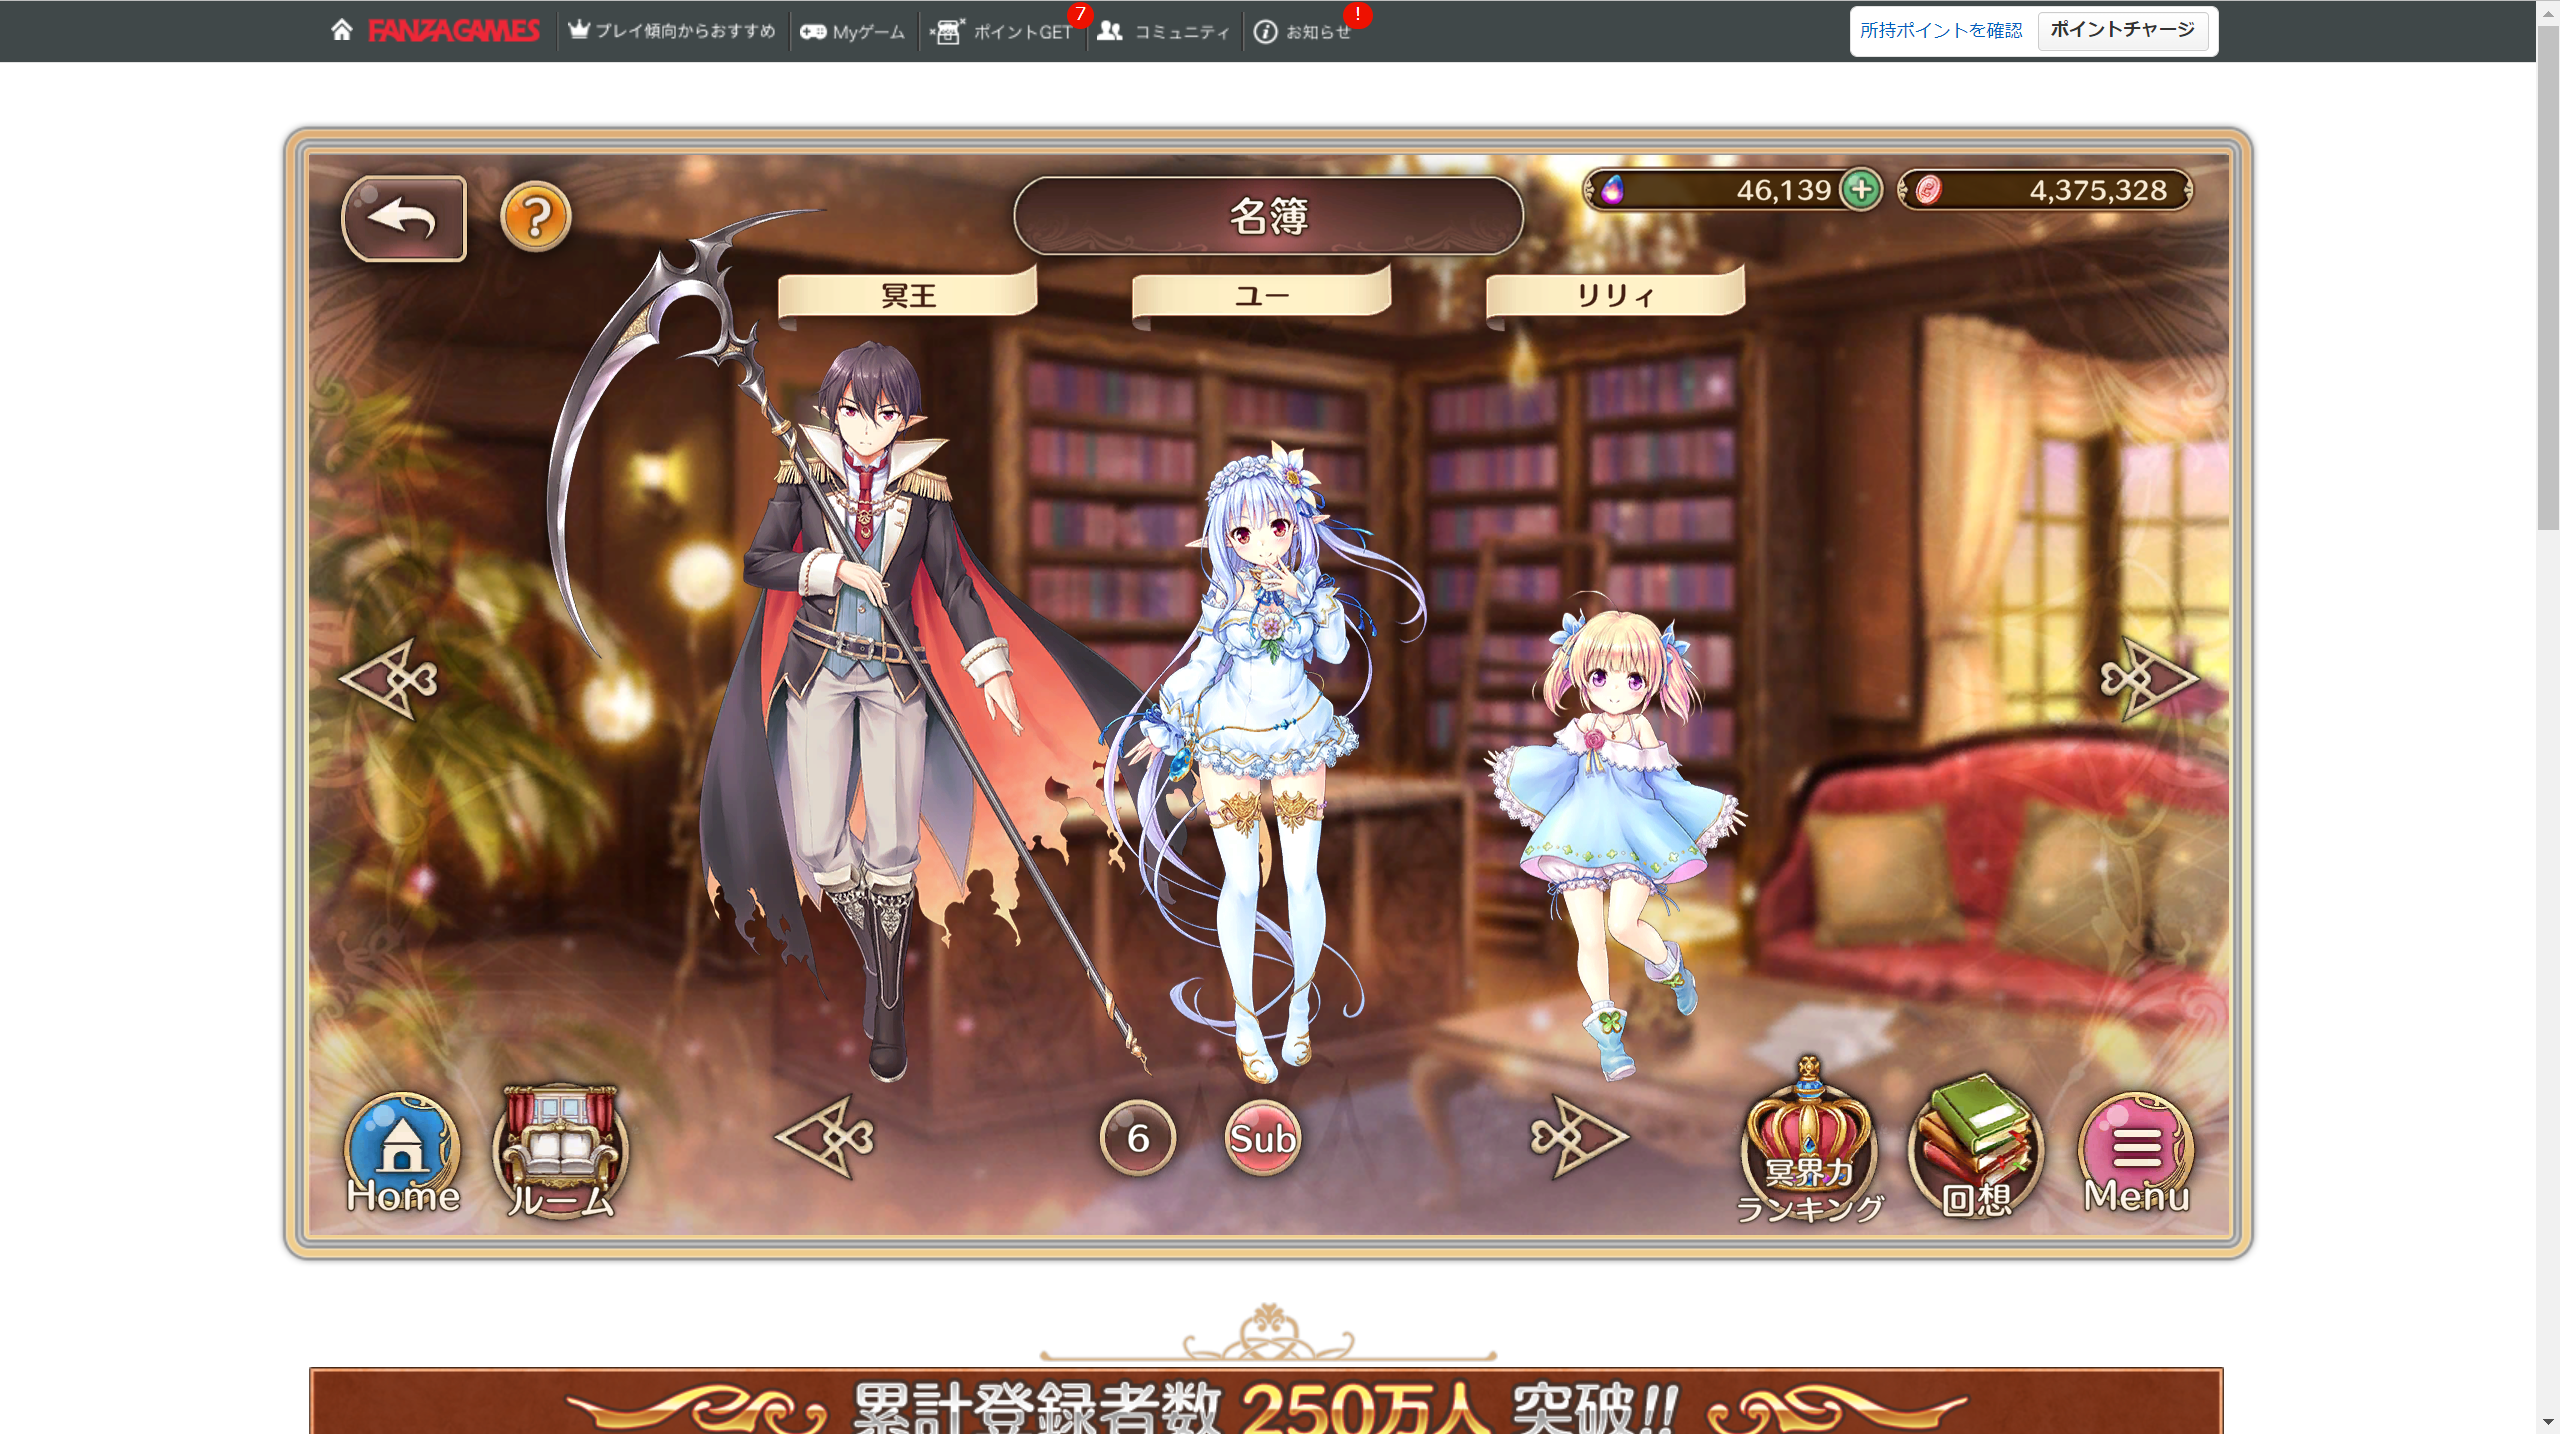 FANZA GAMES
プレイ傾向からおすすめ
Myゲーム
ポイントGET
7
コミュニティ
お知らせ
!
所持ポイントを確認
ポイントチャージ
?
名簿
46,139
4,375,328
冥王
ユー
リリィ
Home
ルーム
6
Sub
冥界力
ランキング
回想
Menu
累計登録者数 250万人 突破!!